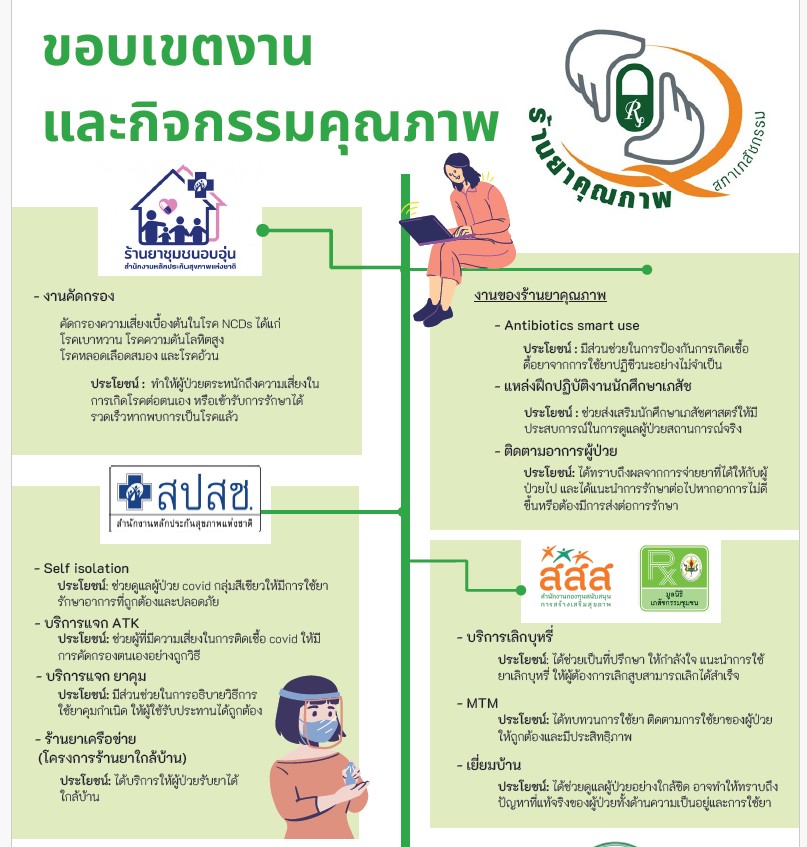 ขอบเขตงาน
และกิจกรรมคุณภาพ
Rx
ร้านยาคุณภาพ
สภาเภสัชกรรม
ร้านยาชุมชนอบอุ่น
สำนักงานหลักประกันสุขภาพแห่งชาติ
- งานคัดกรอง
คัดกรองความเสี่ยงเบื้องต้นในโรค NCDs ได้แก่
โรคเบาหวาน โรคความดันโลหิตสูง
โรคหลอดเลือดสมอง และโรคอ้วน
ประโยชน์ : ทำให้ผู้ป่วยตระหนักถึงความเสี่ยงใน
การเกิดโรคต่อตนเอง หรือเข้ารับการรักษาได้
รวดเร็วหากพบการเป็นโรคแล้ว
งานของร้านยาคุณภาพ
- Antibiotics smart use
ประโยชน์ : มีส่วนช่วยในการป้องกันการเกิดเชื้อ
ดื้อยาจากการใช้ยาปฏิชีวนะอย่างไม่จำเป็น
- แหล่งฝึกปฏิบัติงานนักศึกษาเภสัช
ประโยชน์ : ช่วยส่งเสริมนักศึกษาเภสัชศาสตร์ให้มี
ประสบการณ์ในการดูแลผู้ป่วยสถานการณ์จริง
- ติดตามอาการผู้ป่วย
ประโยชน์: ได้ทราบถึงผลจากการจ่ายยาที่ได้ให้กับผู้
ป่วยไป และได้แนะนำการรักษาต่อไปหากอาการไม่ดี
ขึ้นหรือต้องมีการส่งต่อการรักษา
สปสช.
สำนักงานหลักประกันสุขภาพแห่งชาติ
- Self isolation
ประโยชน์: ช่วยดูแลผู้ป่วย covid กลุ่มสีเขียวให้มีการใช้ยา
รักษาอาการที่ถูกต้องและปลอดภัย
- บริการแจก ATK
ประโยชน์: ช่วยผู้ที่มีความเสี่ยงในการติดเชื้อ covid ให้มี
การคัดกรองตนเองอย่างถูกวิธี
- บริการแจก ยาคุม
ประโยชน์: มีส่วนช่วยในการอธิบายวิธีการ
ใช้ยาคุมกำเนิด ให้ผู้ใช้รับประทานได้ถูกต้อง
- ร้านยาเครือข่าย
(โครงการร้านยาใกล้บ้าน)
ประโยชน์: ได้บริการให้ผู้ป่วยรับยาได้
ใกล้บ้าน
สสส
สำนักงานกองทุนสนับสนุน
การสร้างเสริมสุขภาพ
Rx
มูลนิธิ
เภสัชกรรมชุมชน
- บริการเลิกบุหรี่
ประโยชน์: ได้ช่วยเป็นที่ปรึกษา ให้กำลังใจ แนะนำการใช้
ยาเลิกบุหรี่ ให้ผู้ต้องการเลิกสูบสามารถเลิกได้สำเร็จ
- MTM
ประโยชน์: ได้ทบทวนการใช้ยา ติดตามการใช้ยาของผู้ป่วย
ให้ถูกต้องและมีประสิทธิภาพ
- เยี่ยมบ้าน
ประโยชน์: ได้ช่วยดูแลผู้ป่วยอย่างใกล้ชิด อาจทำให้ทราบถึง
ปัญหาที่แท้จริงของผู้ป่วยทั้งด้านความเป็นอยู่และการใช้ยา